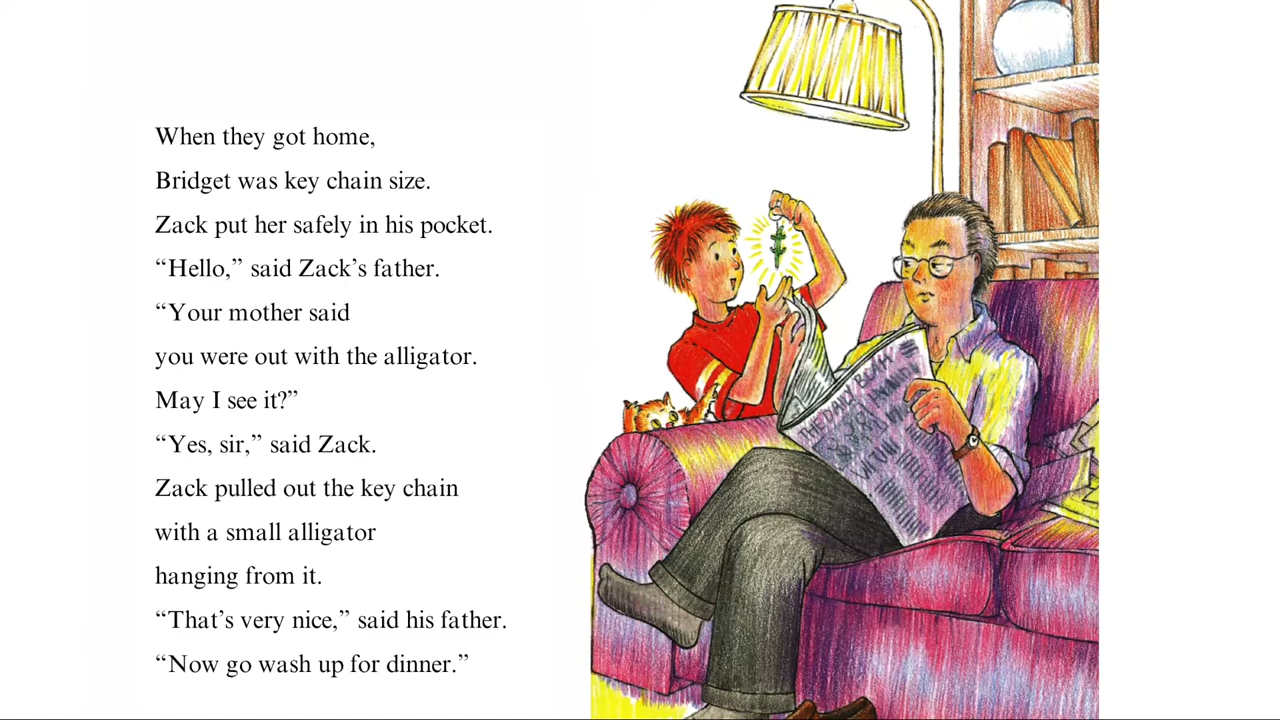 When they got home,
Bridget was key chain size.
Zack put her safely in his pocket.
“Hello,” said Zack’s father.
“Your mother said
you were out with the alligator.
May I see it?”
“Yes, sir,” said Zack.
Zack pulled out the key chain
with a small alligator
hanging from it.
“That’s very nice,” said his father.
“Now go wash up for dinner.”
THE DAILY BLAH